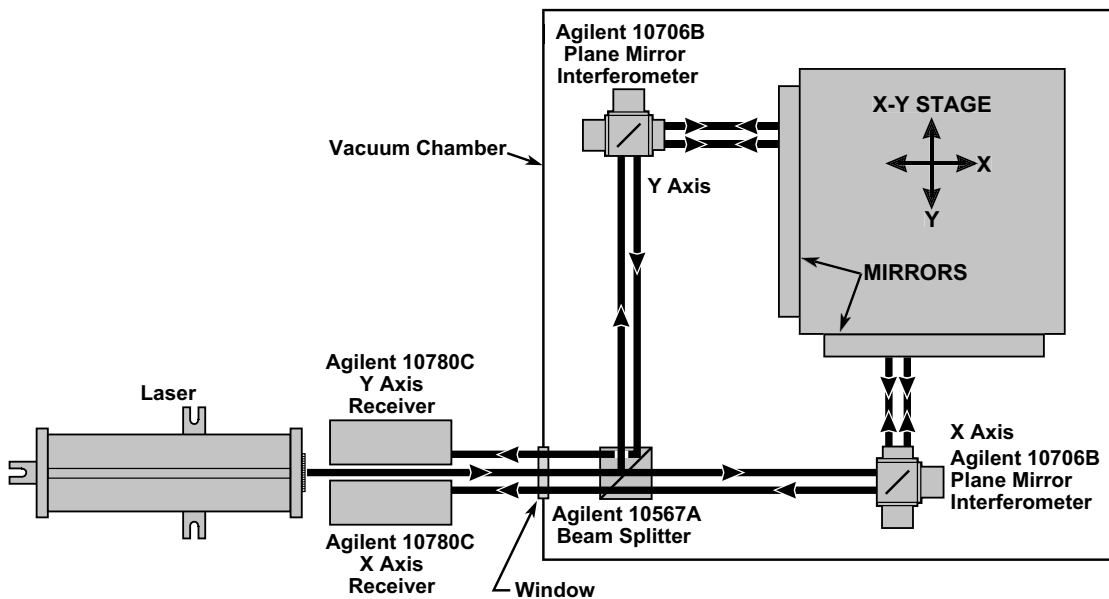 Agilent 10706B
Plane Mirror
Interferometer
X-Y STAGE
X
Y
Vacuum Chamber
Y Axis
MIRRORS
Agilent 10780C
Y Axis
Receiver
Laser
X Axis
Agilent 10706B
Plane Mirror
Interferometer
Agilent 10567A
Beam Splitter
Agilent 10780C
X Axis
Receiver
Window